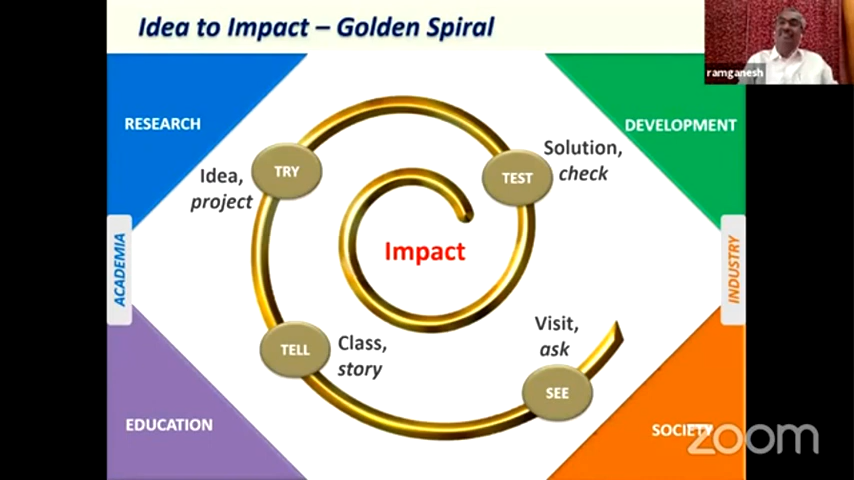 Idea to Impact – Golden Spiral
ramganesh
RESEARCH
DEVELOPMENT
TRY
Idea,
project
TEST
Solution,
check
ACADEMIA
Impact
INDUSTRY
TELL
Class,
story
Visit,
ask
SEE
EDUCATION
SOCIETY
zoom